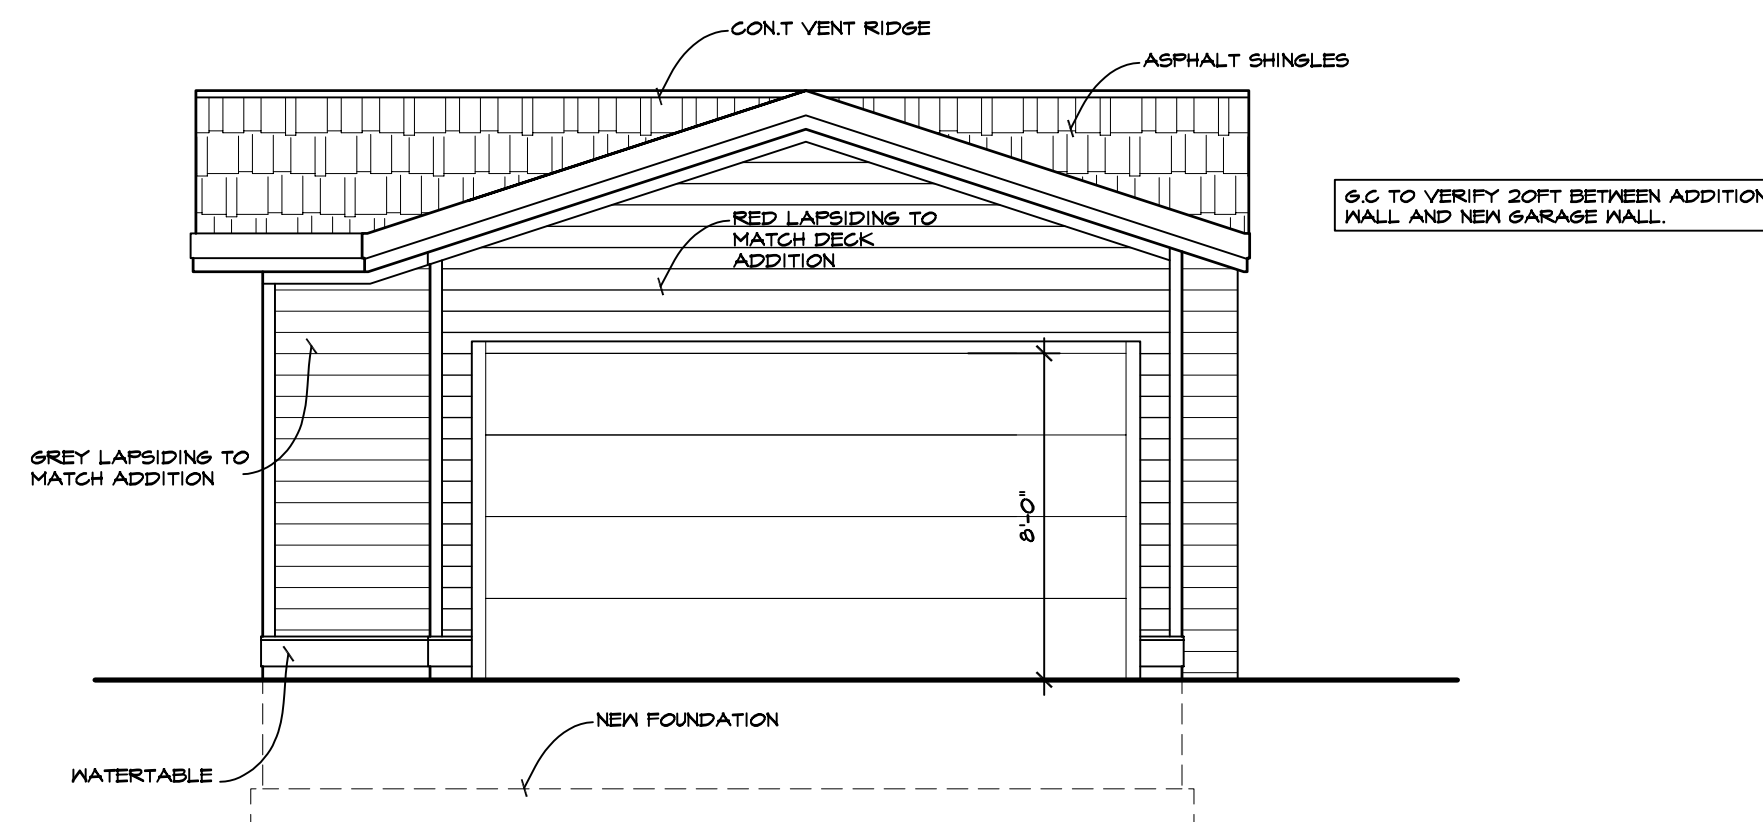 CON.T VENT RIDGE
ASPHALT SHINGLES
G.C TO VERIFY 20FT BETWEEN ADDITION
WALL AND NEW GARAGE WALL.
RED LAPSIDING TO
MATCH DECK
ADDITION
GREY LAPSIDING TO
MATCH ADDITION
8'-0"
NEW FOUNDATION
WATERTABLE